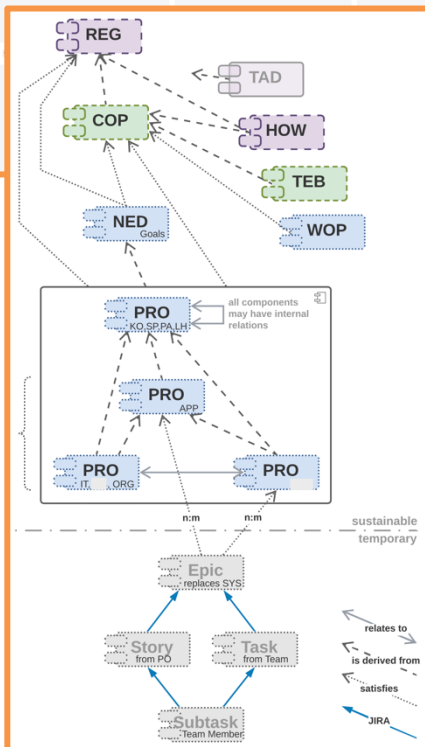 REG
TAD
COP
HOW
TEB
NED
Goals
WOP
PRO
KO,SP,PA,LH
all components
may have internal
relations
PRO
APP
PRO
IT, ORG
PRO
n:m
n:m
sustainable
temporary
Epic
replaces SYS
Story
from PO
Task
from Team
Subtask
Team Member
relates to
is derived from
satisfies
JIRA